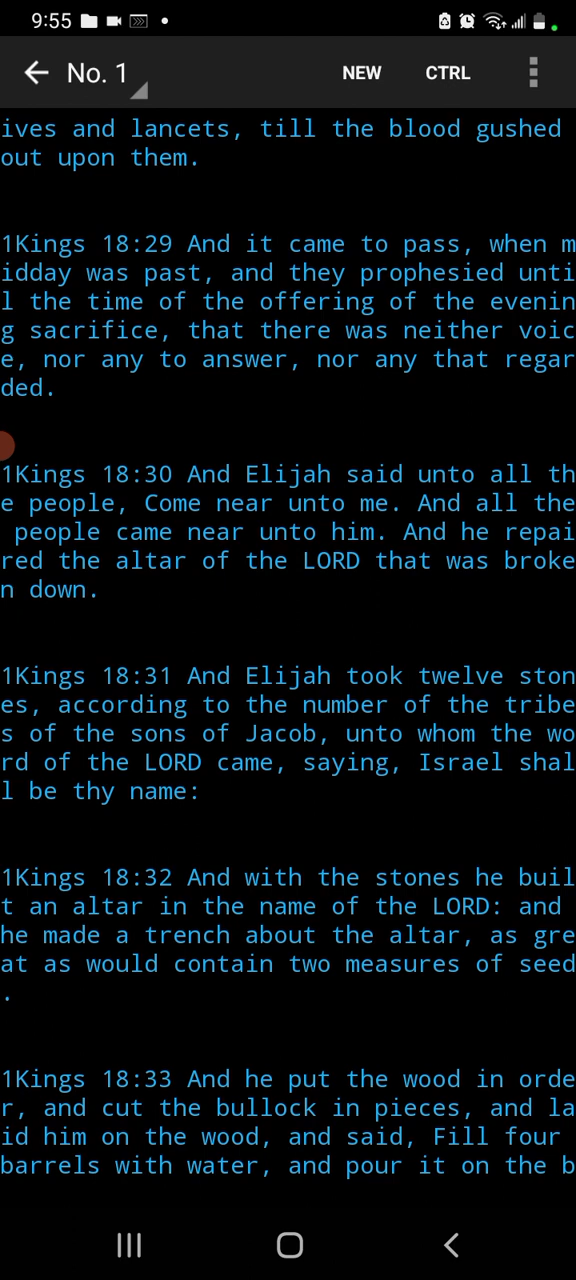 9:55
No. 1
NEW
CTRL
ives and lancets, till the blood gushed
out upon them.
1Kings 18:29 And it came to pass, when m
idday was past, and they prophesied unti
l the time of the offering of the evenin
g sacrifice, that there was neither voic
e, nor any to answer, nor any that regar
ded.
1Kings 18:30 And Elijah said unto all th
e people, Come near unto me. And all the
 people came near unto him. And he repai
red the altar of the LORD that was broke
n down.
1Kings 18:31 And Elijah took twelve ston
es, according to the number of the tribe
s of the sons of Jacob, unto whom the wo
rd of the LORD came, saying, Israel shal
l be thy name:
1Kings 18:32 And with the stones he buil
t an altar in the name of the LORD: and
he made a trench about the altar, as gre
at as would contain two measures of seed
.
1Kings 18:33 And he put the wood in orde
r, and cut the bullock in pieces, and la
id him on the wood, and said, Fill four
barrels with water, and pour it on the b